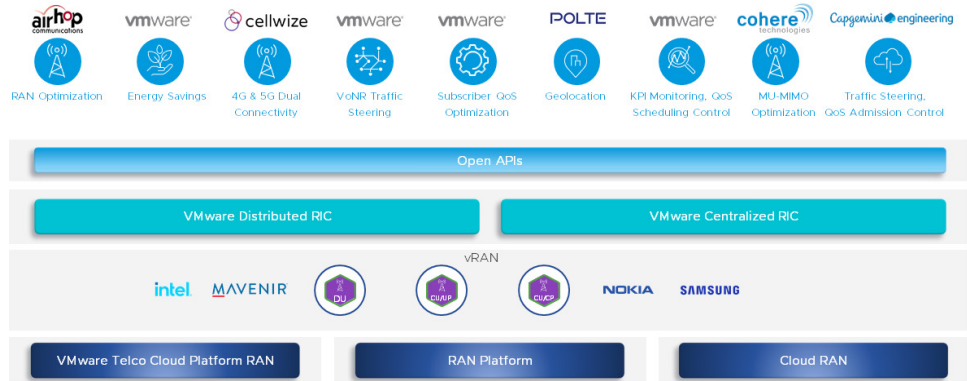 airhop
communications
vmware
cellwize
vmware
vmware
POLTE
vmware
cohere
technologies
Capgemini engineering
RAN Optimization
Energy Savings
4G & 5G Dual
Connectivity
VoNR Traffic
Steering
Subscriber QoS
Optimization
Geolocation
KPI Monitoring, QoS
Scheduling Control
MU-MIMO
Optimization
Traffic Steering,
QoS Admission Control
Open APIs
VMware Distributed RIC
VMware Centralized RIC
vRAN
intel.
MAVENIR
DU
CU/UP
CU/CP
NOKIA
SAMSUNG
VMware Telco Cloud Platform RAN
RAN Platform
Cloud RAN